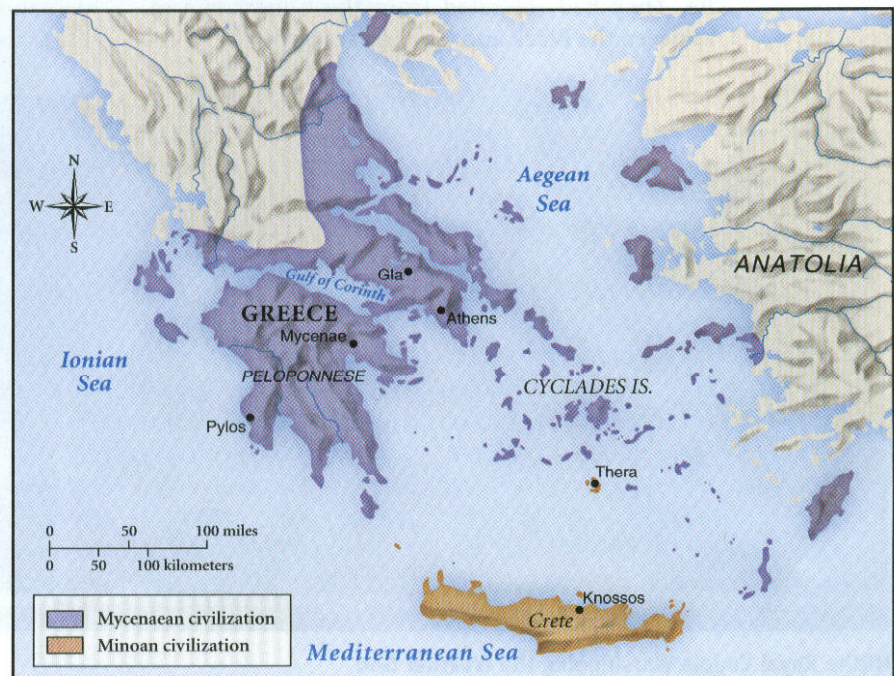 N
W E
S
Aegean
Sea
ANATOLIA
Gla
Gulf of Corinth
GREECE
Athens
Mycenae
Ionian
Sea
PELOPONNESE
CYCLADES IS.
Pylos
Thera
0 50 100 miles
0 50 100 kilometers
Knossos
Crete
Mycenaean civilization
Minoan civilization
Mediterranean Sea